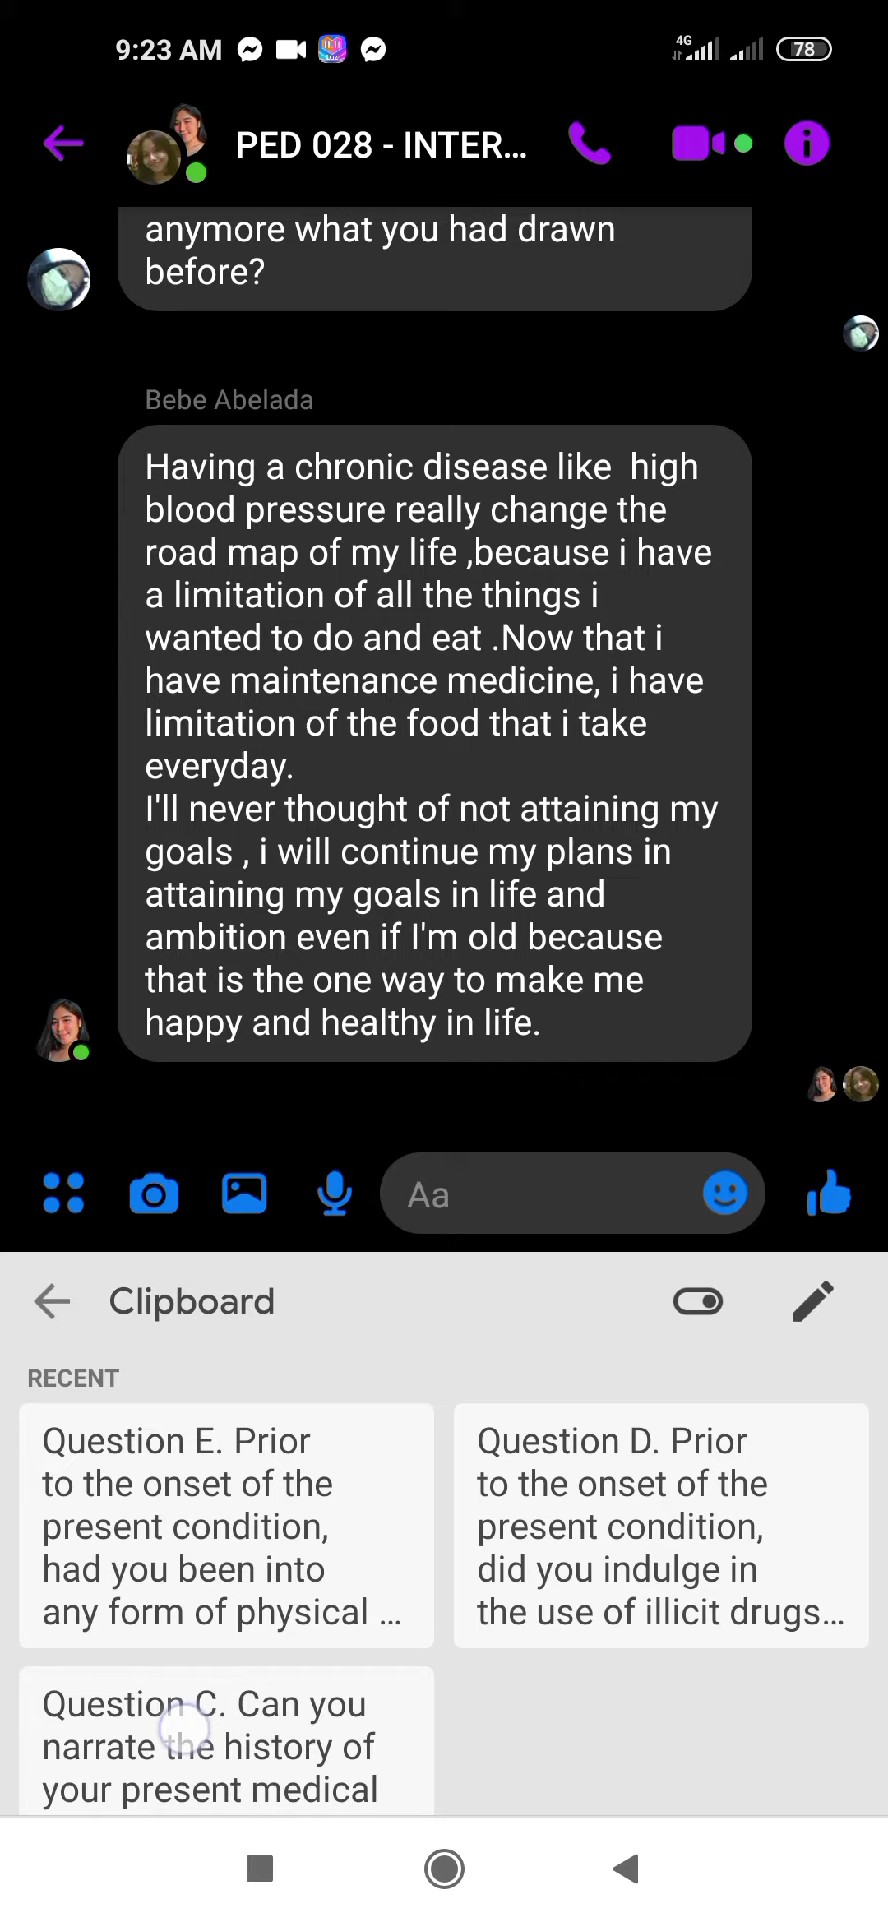 9:23 AM
4G
78
PED 028 - INTER...
anymore what you had drawn
before?
Bebe Abelada
Having a chronic disease like  high
blood pressure really change the
road map of my life ,because i have
a limitation of all the things i
wanted to do and eat .Now that i
have maintenance medicine, i have
limitation of the food that i take
everyday.
I'll never thought of not attaining my
goals , i will continue my plans in
attaining my goals in life and
ambition even if I'm old because
that is the one way to make me
happy and healthy in life.
Aa
Clipboard
RECENT
Question E. Prior
to the onset of the
present condition,
had you been into
any form of physical ...
Question D. Prior
to the onset of the
present condition,
did you indulge in
the use of illicit drugs...
Question C. Can you
narrate the history of
your present medical